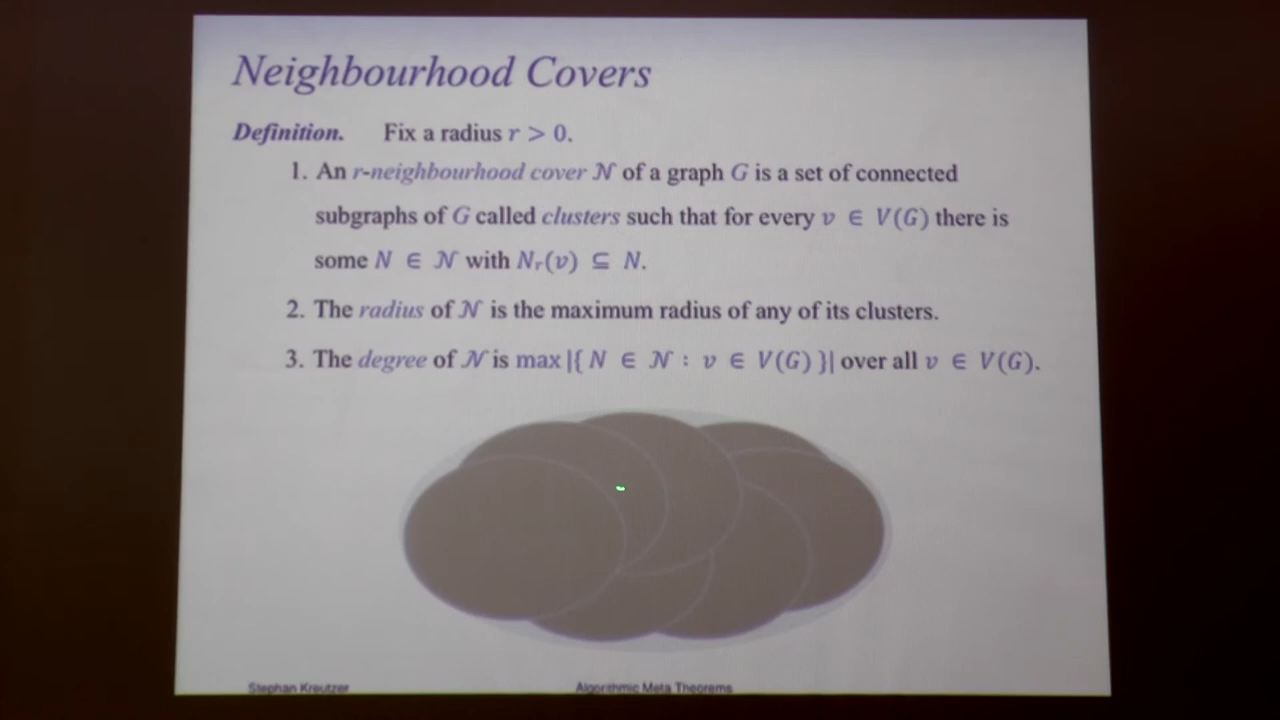 Neighbourhood Covers
Definition. Fix a radius r > 0.
1. An r-neighbourhood cover 𝒩 of a graph G is a set of connected
subgraphs of G called clusters such that for every v ∈ V(G) there is
some N ∈ 𝒩 with Nᵣ(v) ⊆ N.
2. The radius of 𝒩 is the maximum radius of any of its clusters.
3. The degree of 𝒩 is max |{ N ∈ 𝒩 : v ∈ V(G) }| over all v ∈ V(G).
Stephan Kreutzer Algorithmic Meta Theorems